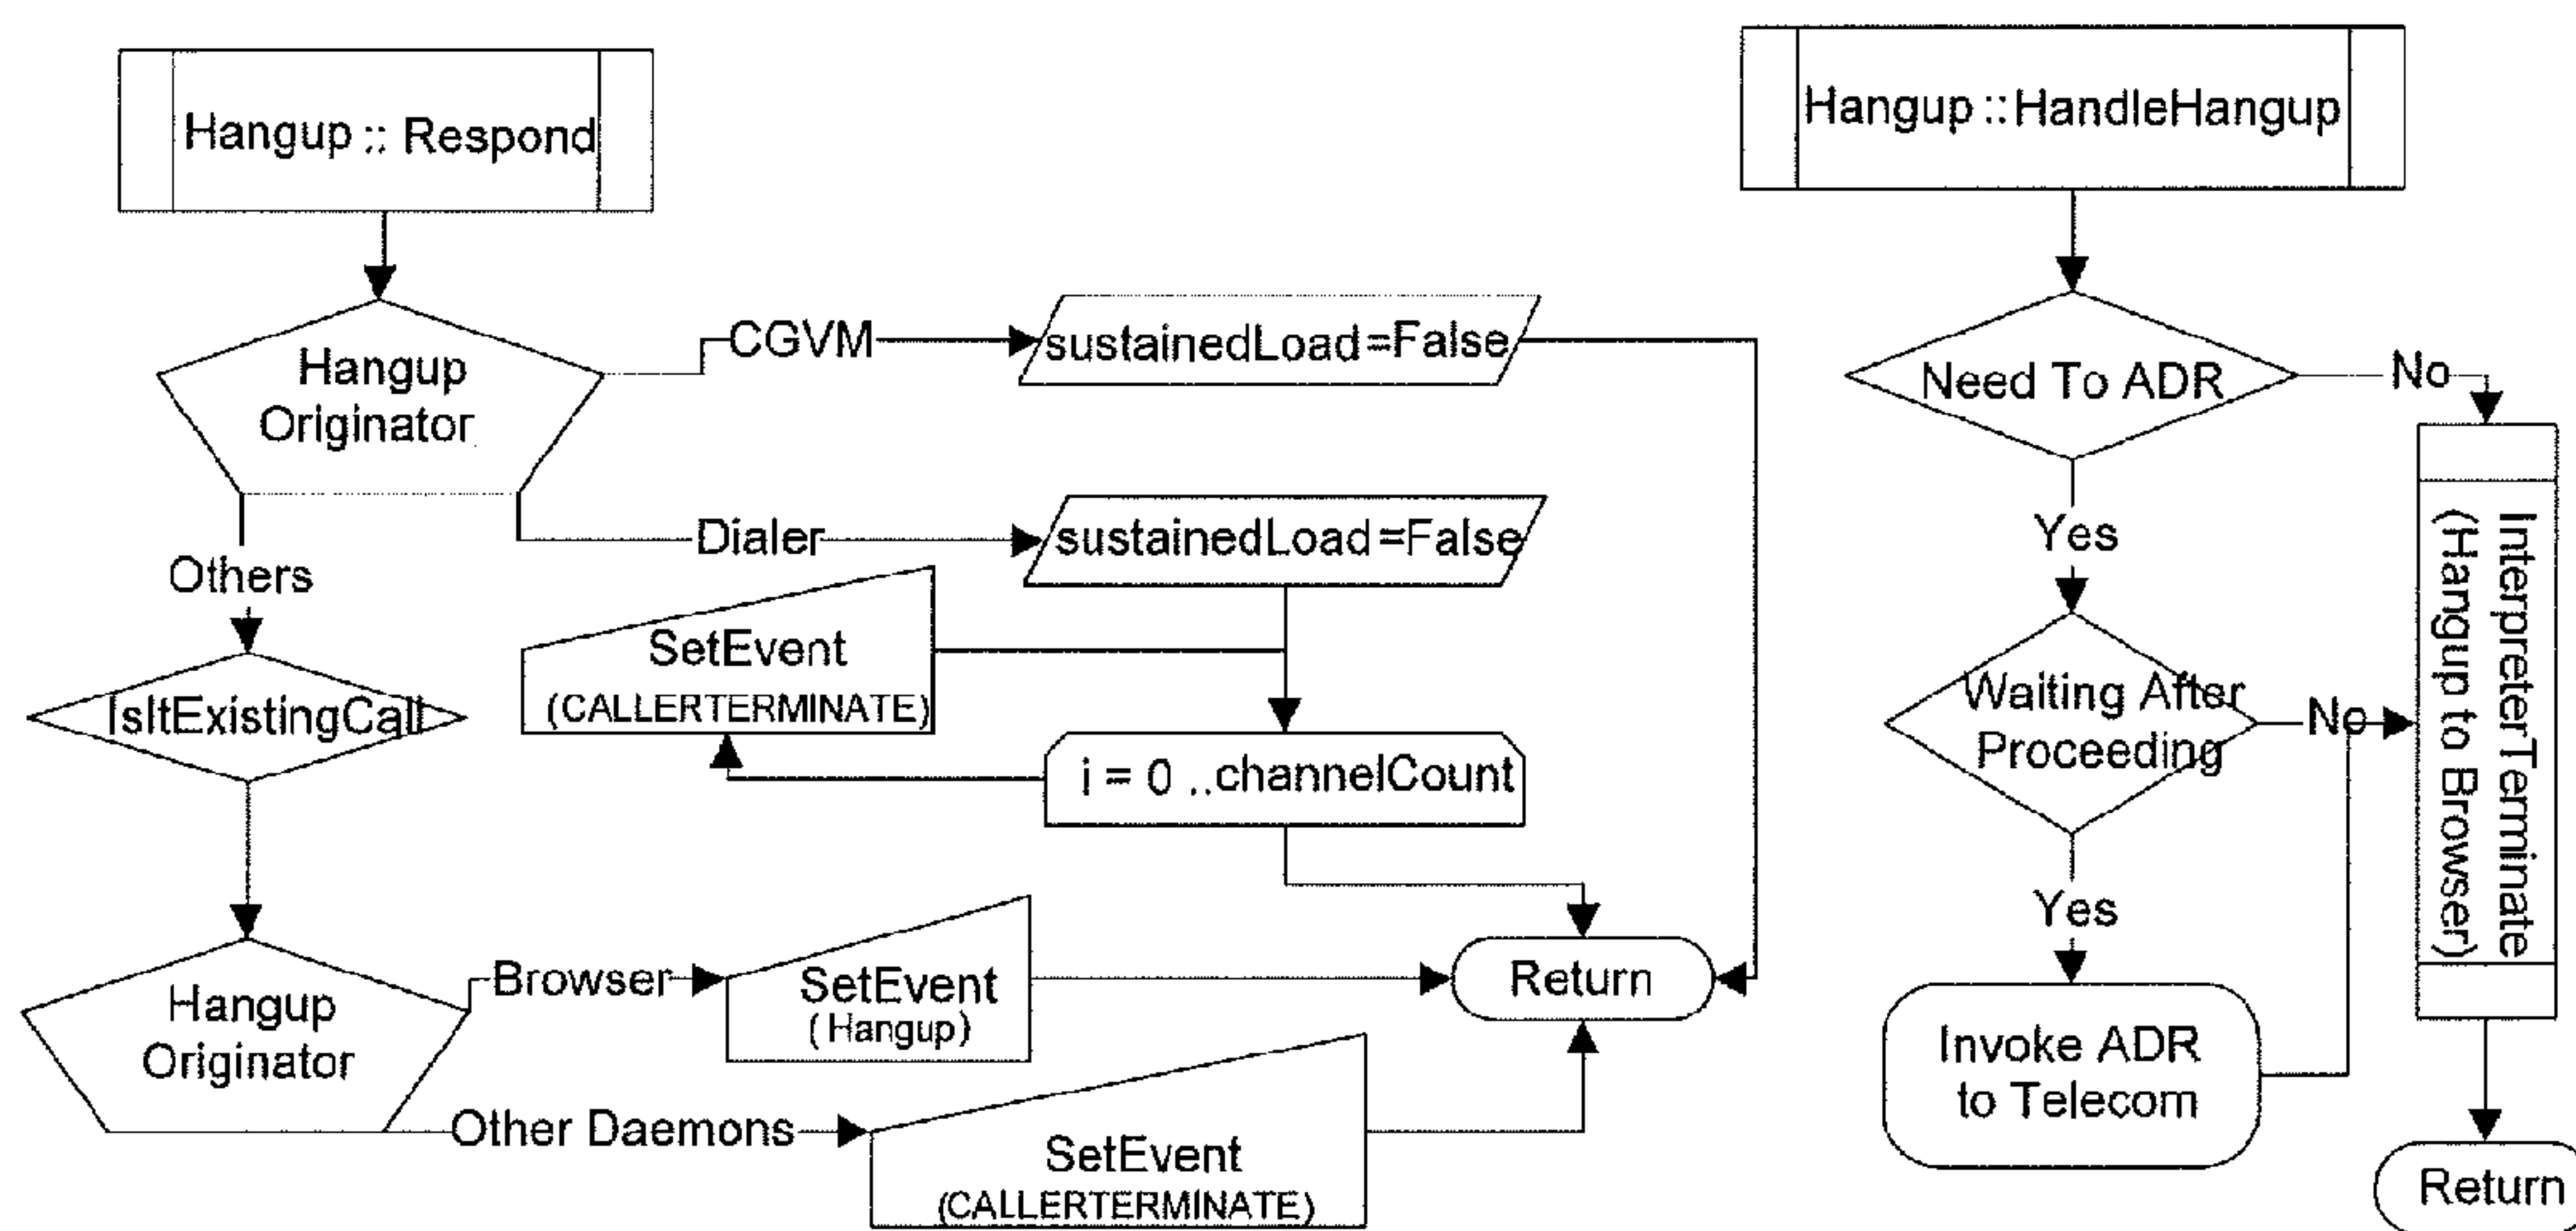 Hangup :: Respond
Hangup
Originator
CGVM
sustainedLoad=False
Dialer
sustainedLoad=False
Others
SetEvent
(CALLERTERMINATE)
IsItExistingCall
i = 0 ..channelCount
Hangup
Originator
Browser
SetEvent
(Hangup)
Return
Other Daemons
SetEvent
(CALLERTERMINATE)
Hangup ::HandleHangup
Need To ADR
No
Yes
Waiting After
Proceeding
No
Yes
Invoke ADR
to Telecom
InterpreterTerminate
(Hangup to Browser)
Return